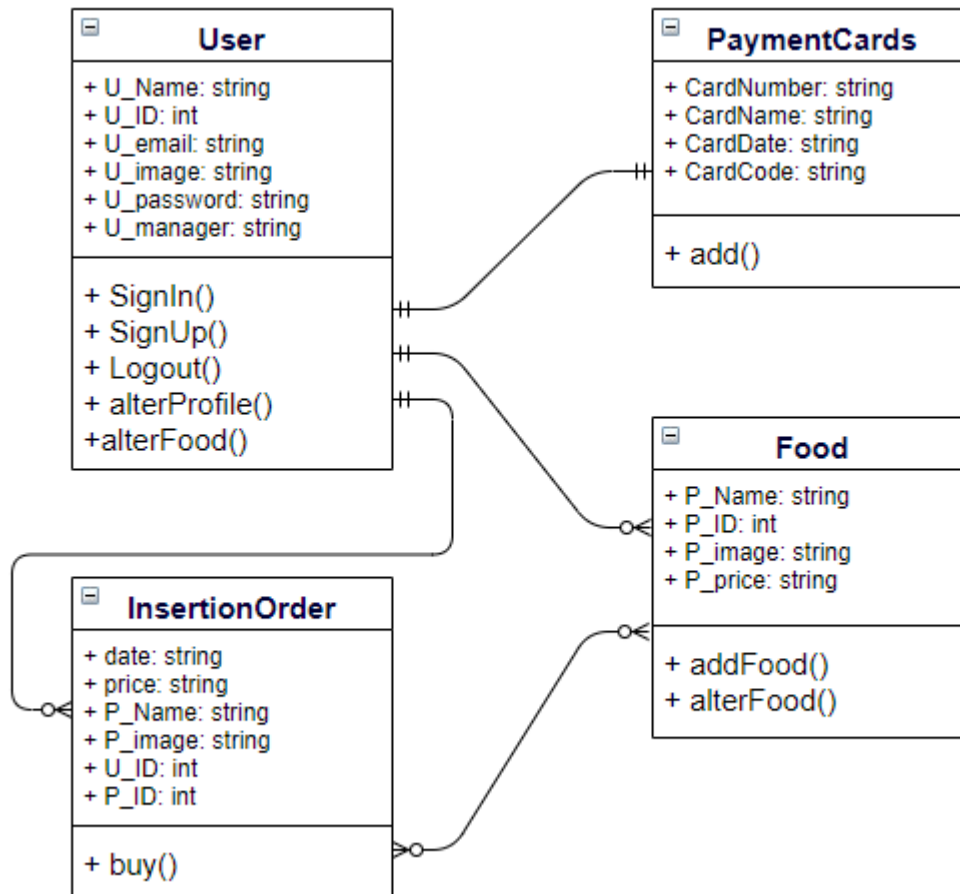 User
+ U_Name: string
+ U_ID: int
+ U_email: string
+ U_image: string
+ U_password: string
+ U_manager: string
+ SignIn()
+ SignUp()
+ Logout()
+ alterProfile()
+alterFood()
PaymentCards
+ CardNumber: string
+ CardName: string
+ CardDate: string
+ CardCode: string
+ add()
Food
+ P_Name: string
+ P_ID: int
+ P_image: string
+ P_price: string
+ addFood()
+ alterFood()
InsertionOrder
+ date: string
+ price: string
+ P_Name: string
+ P_image: string
+ U_ID: int
+ P_ID: int
+ buy()